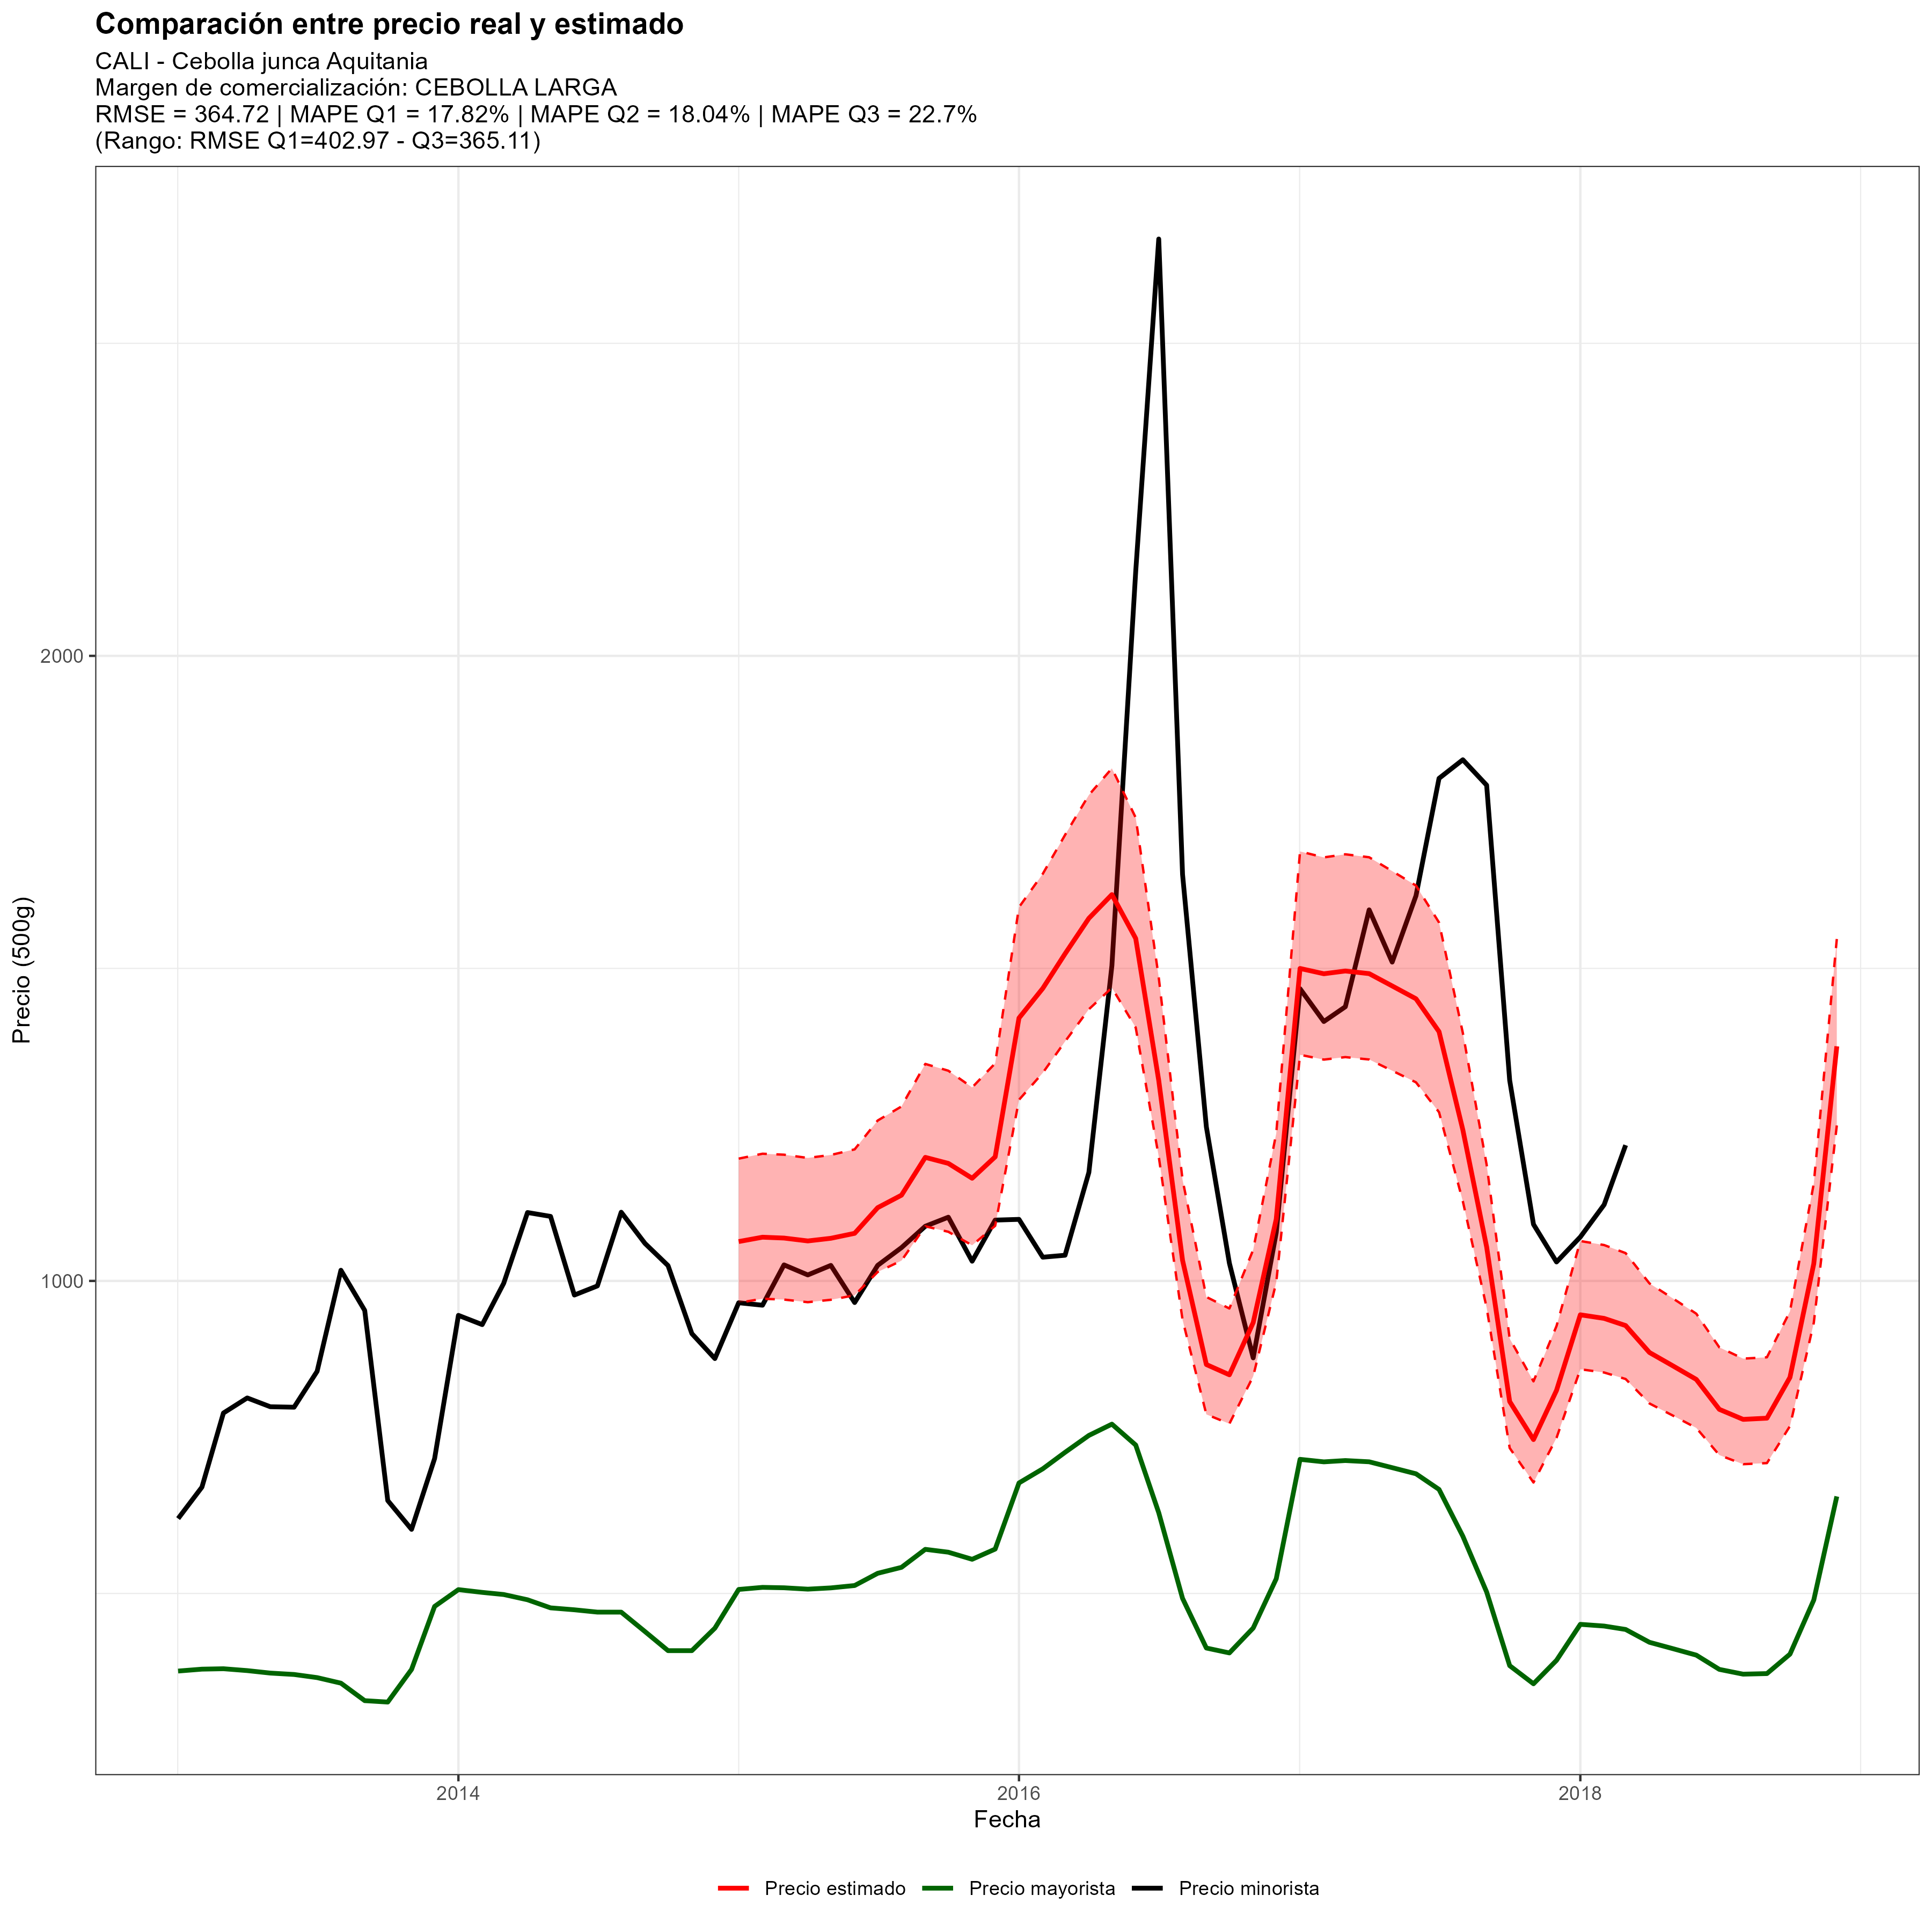 Comparación entre precio real y estimado
CALI - Cebolla junca Aquitania
Margen de comercialización: CEBOLLA LARGA
RMSE = 364.72 | MAPE Q1 = 17.82% | MAPE Q2 = 18.04% | MAPE Q3 = 22.7%
(Rango: RMSE Q1=402.97 - Q3=365.11)
Precio (500g)
2000
1000
2014
2016
2018
Fecha
Precio estimado
Precio mayorista
Precio minorista